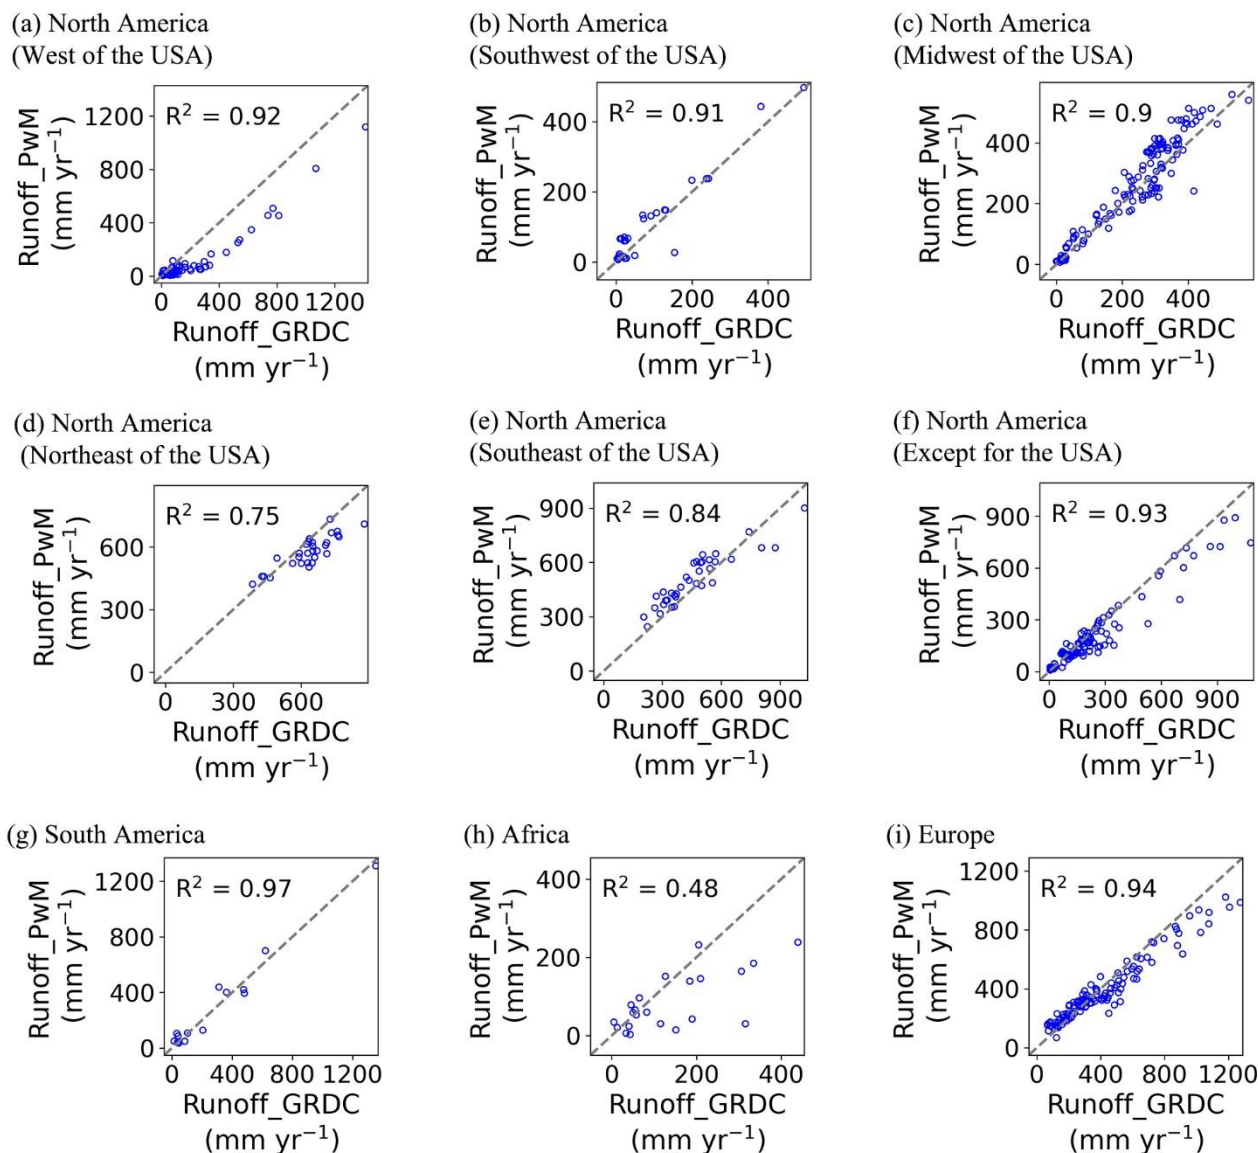 (a) North America
(West of the USA)
R² = 0.92
1200
800
400
0
Runoff_PwM
(mm yr⁻¹)
0 400 800 1200
Runoff_GRDC
(mm yr⁻¹)
(b) North America
(Southwest of the USA)
R² = 0.91
400
200
0
Runoff_PwM
(mm yr⁻¹)
0 200 400
Runoff_GRDC
(mm yr⁻¹)
(c) North America
(Midwest of the USA)
R² = 0.9
400
200
0
Runoff_PwM
(mm yr⁻¹)
0 200 400
Runoff_GRDC
(mm yr⁻¹)
(d) North America
(Northeast of the USA)
R² = 0.75
600
300
0
Runoff_PwM
(mm yr⁻¹)
0 300 600
Runoff_GRDC
(mm yr⁻¹)
(e) North America
(Southeast of the USA)
R² = 0.84
900
600
300
0
Runoff_PwM
(mm yr⁻¹)
0 300 600 900
Runoff_GRDC
(mm yr⁻¹)
(f) North America
(Except for the USA)
R² = 0.93
900
600
300
0
Runoff_PwM
(mm yr⁻¹)
0 300 600 900
Runoff_GRDC
(mm yr⁻¹)
(g) South America
R² = 0.97
1200
800
400
0
Runoff_PwM
(mm yr⁻¹)
0 400 800 1200
Runoff_GRDC
(mm yr⁻¹)
(h) Africa
R² = 0.48
400
200
0
Runoff_PwM
(mm yr⁻¹)
0 200 400
Runoff_GRDC
(mm yr⁻¹)
(i) Europe
R² = 0.94
1200
800
400
0
Runoff_PwM
(mm yr⁻¹)
0 400 800 1200
Runoff_GRDC
(mm yr⁻¹)